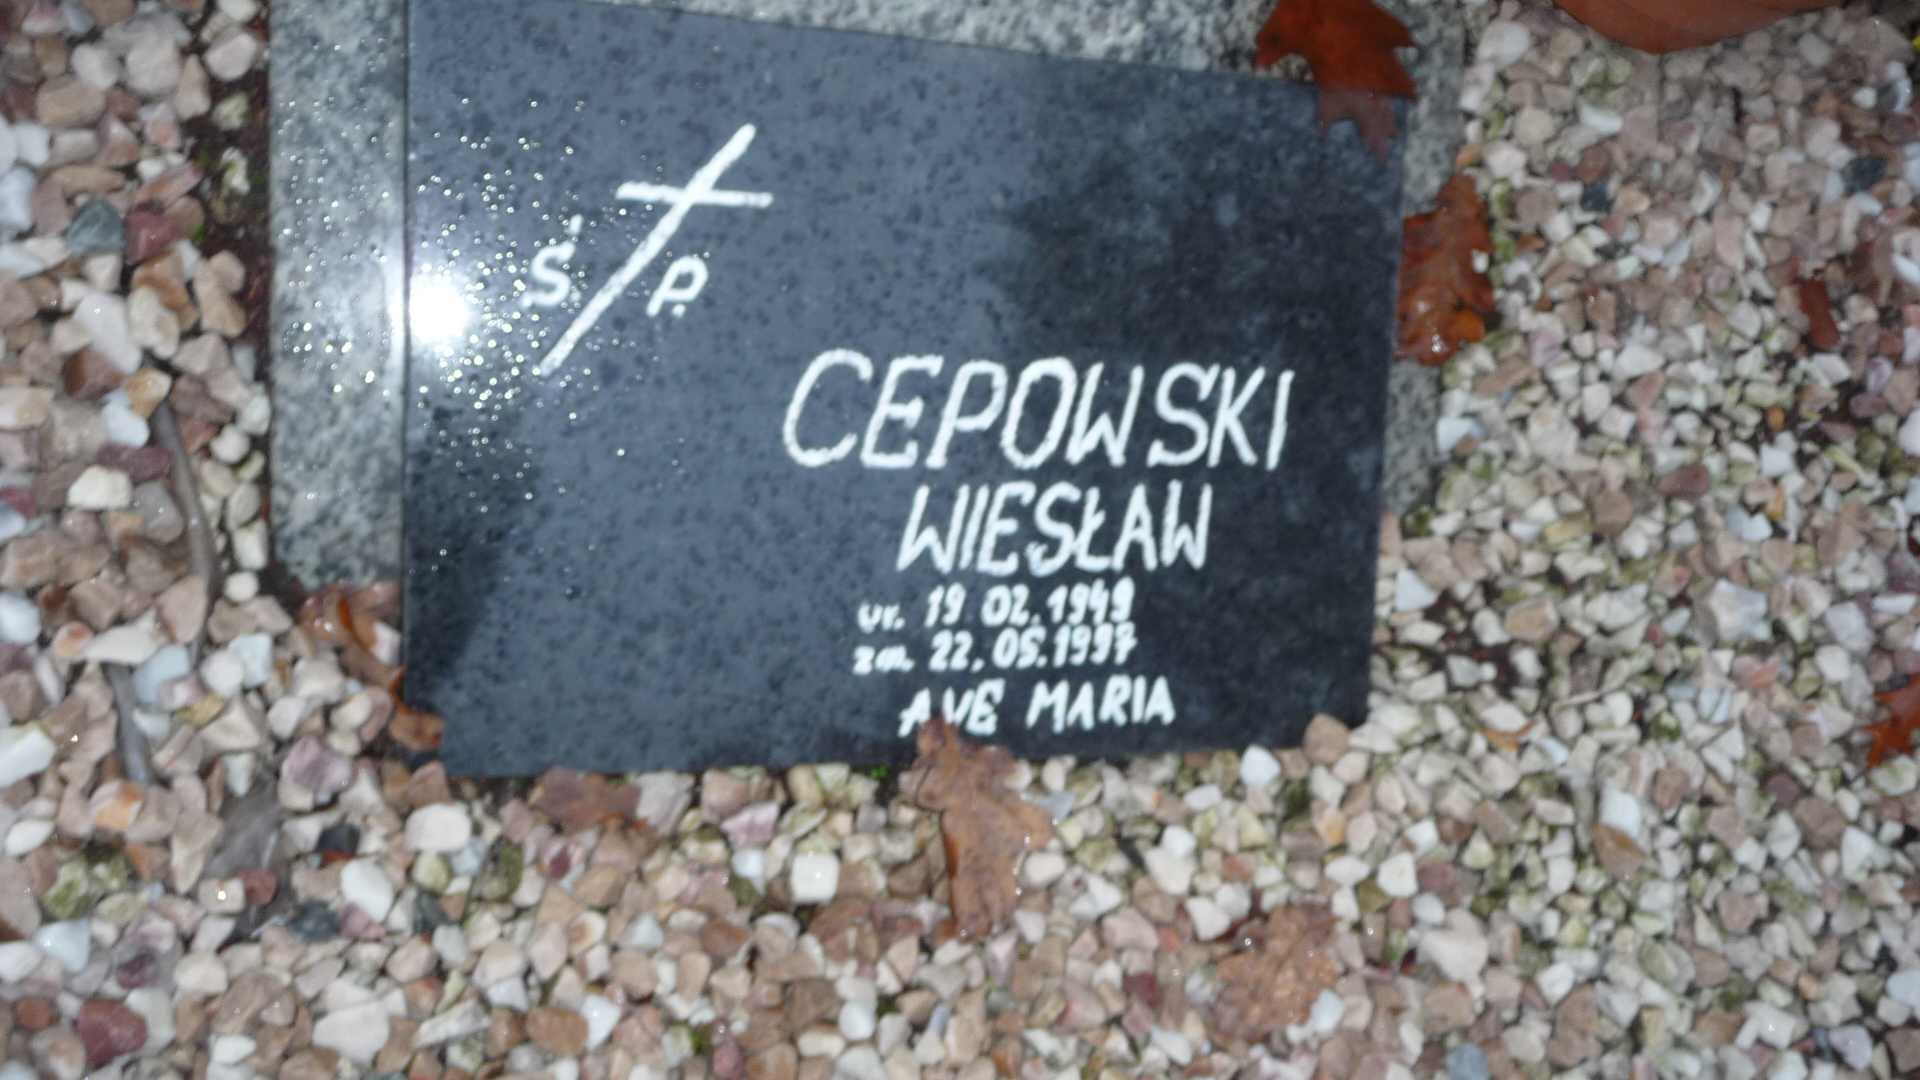 Ś. P.
CEPOWSKI
WIESŁAW
ur. 19.02.1949
zm. 22.05.1997
AVE MARIA